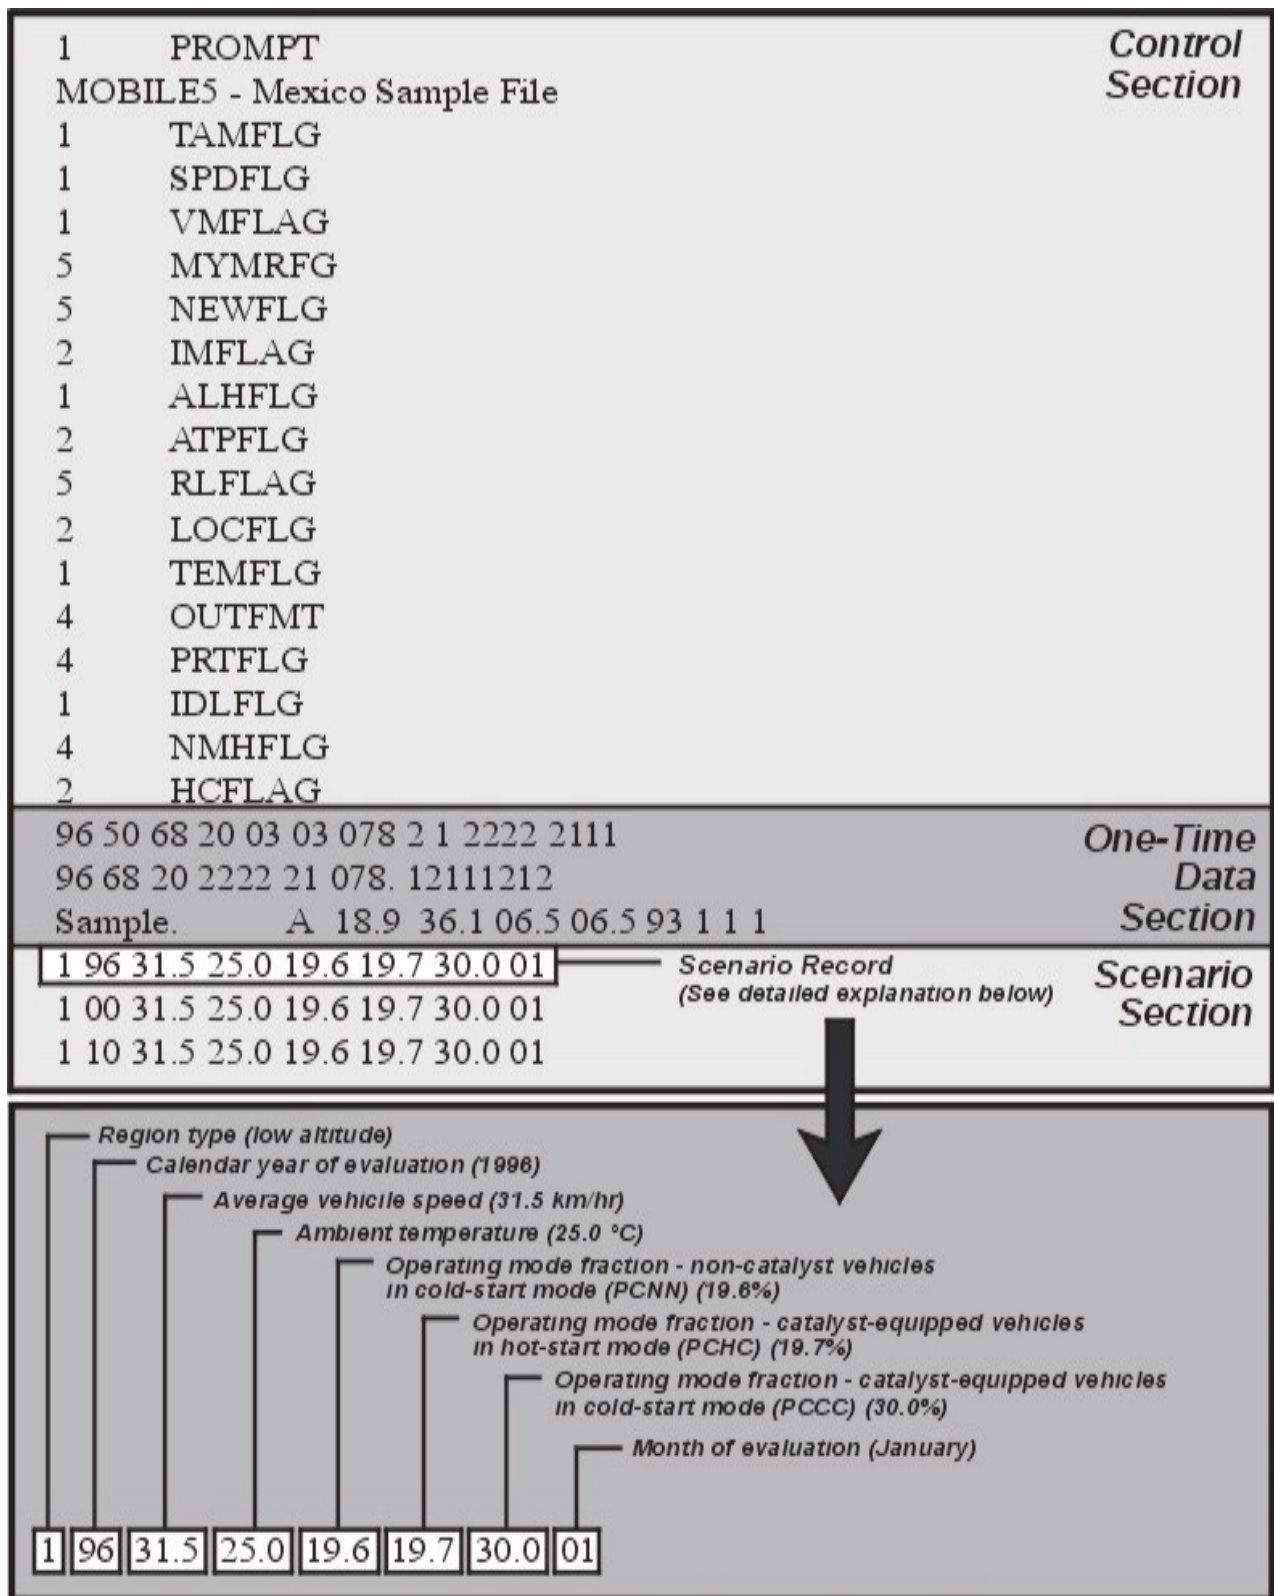 1 PROMPT
Control
Section
MOBILE5 - Mexico Sample File
1 TAMFLG
1 SPDFLG
1 VMFLAG
5 MYMRFG
5 NEWFLG
2 IMFLAG
1 ALHFLG
2 ATPFLG
5 RLFLAG
2 LOCFLG
1 TEMFLG
4 OUTFMT
4 PRTFLG
1 IDLFLG
4 NMHFLG
2 HCFLAG
96 50 68 20 03 03 078 2 1 2222 2111
96 68 20 2222 21 078. 12111212
Sample. A 18.9 36.1 06.5 06.5 93 1 1 1
One-Time
Data
Section
1 96 31.5 25.0 19.6 19.7 30.0 01
1 00 31.5 25.0 19.6 19.7 30.0 01
1 10 31.5 25.0 19.6 19.7 30.0 01
Scenario Record
(See detailed explanation below)
Scenario
Section
Region type (low altitude)
Calendar year of evaluation (1996)
Average vehicile speed (31.5 km/hr)
Ambient temperature (25.0 °C)
Operating mode fraction - non-catalyst vehicles
in cold-start mode (PCNN) (19.6%)
Operating mode fraction - catalyst-equipped vehicles
in hot-start mode (PCHC) (19.7%)
Operating mode fraction - catalyst-equipped vehicles
in cold-start mode (PCCC) (30.0%)
Month of evaluation (January)
1 96 31.5 25.0 19.6 19.7 30.0 01